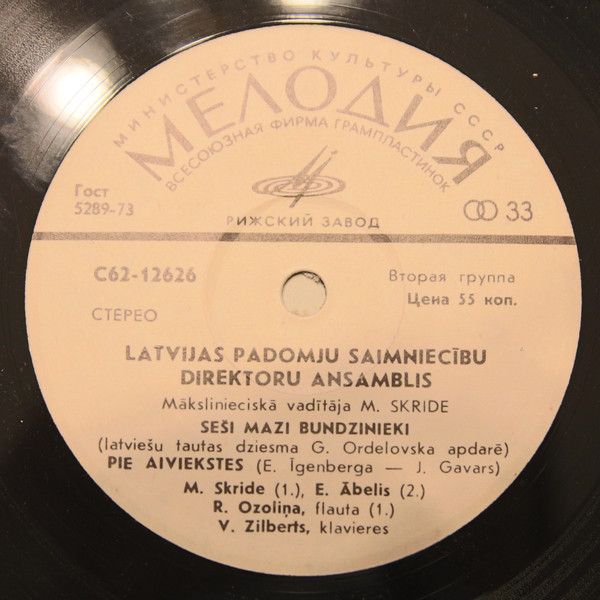 МИНИСТЕРСТВО КУЛЬТУРЫ СССР
МЕЛОДИЯ
ВСЕСОЮЗНАЯ ФИРМА ГРАМПЛАСТИНОК
Гост
5289-73
РИЖСКИЙ ЗАВОД
33
С62-12626
Вторая группа
Цена 55 коп.
СТЕРЕО
LATVIJAS PADOMJU SAIMNIECĪBU
DIREKTORU ANSAMBLIS
Mākslinieciskā vadītāja M. SKRIDE
SEŠI MAZI BUNDZINIEKI
(latviešu tautas dziesma G. Ordelovska apdarē)
PIE AIVIEKSTES (E. Īgenberga — J. Gavars)
M. Skride (1.), E. Ābelis (2.)
R. Ozoliņa, flauta (1.)
V. Zilberts, klavieres